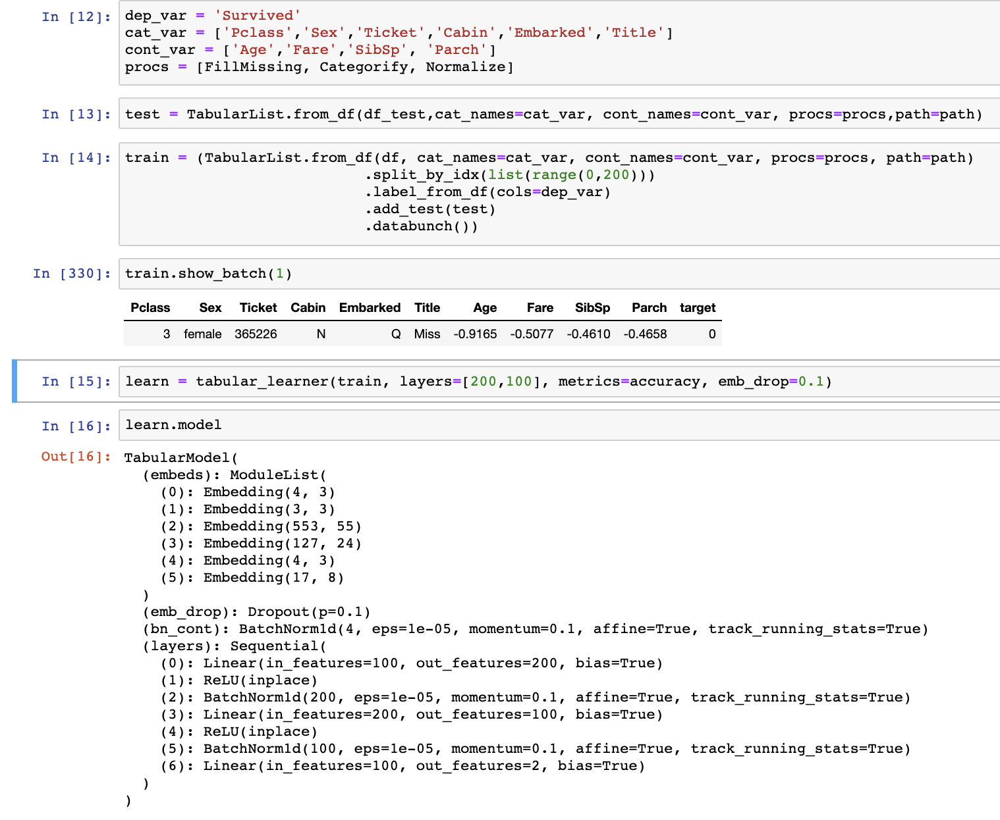 In [12]:
dep_var = 'Survived'
cat_var = ['Pclass','Sex','Ticket','Cabin','Embarked','Title']
cont_var = ['Age','Fare','SibSp', 'Parch']
procs = [FillMissing, Categorify, Normalize]
In [13]:
test = TabularList.from_df(df_test,cat_names=cat_var, cont_names=cont_var, procs=procs,path=path)
In [14]:
train = (TabularList.from_df(df, cat_names=cat_var, cont_names=cont_var, procs=procs, path=path)
.split_by_idx(list(range(0,200)))
.label_from_df(cols=dep_var)
.add_test(test)
.databunch())
In [330]:
train.show_batch(1)
Pclass Sex Ticket Cabin Embarked Title Age Fare SibSp Parch target
3 female 365226 N Q Miss -0.9165 -0.5077 -0.4610 -0.4658 0
In [15]:
learn = tabular_learner(train, layers=[200,100], metrics=accuracy, emb_drop=0.1)
In [16]:
learn.model
Out[16]:
TabularModel(
(embeds): ModuleList(
(0): Embedding(4, 3)
(1): Embedding(3, 3)
(2): Embedding(553, 55)
(3): Embedding(127, 24)
(4): Embedding(4, 3)
(5): Embedding(17, 8)
)
(emb_drop): Dropout(p=0.1)
(bn_cont): BatchNorm1d(4, eps=1e-05, momentum=0.1, affine=True, track_running_stats=True)
(layers): Sequential(
(0): Linear(in_features=100, out_features=200, bias=True)
(1): ReLU(inplace)
(2): BatchNorm1d(200, eps=1e-05, momentum=0.1, affine=True, track_running_stats=True)
(3): Linear(in_features=200, out_features=100, bias=True)
(4): ReLU(inplace)
(5): BatchNorm1d(100, eps=1e-05, momentum=0.1, affine=True, track_running_stats=True)
(6): Linear(in_features=100, out_features=2, bias=True)
)
)